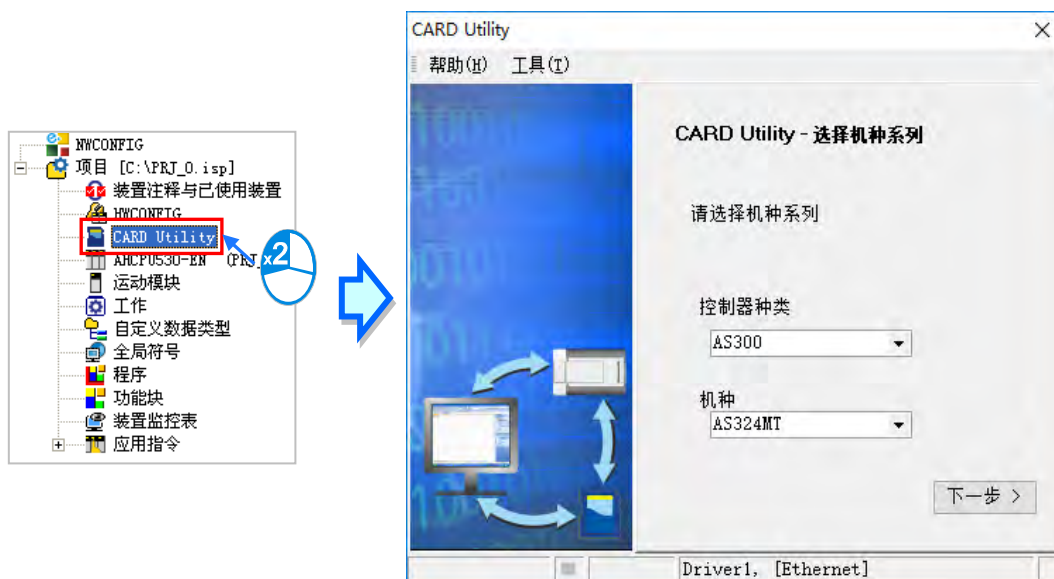 NWCONFIG
项目 [C:\PRJ_0.isp]
装置注释与已使用装置
HWCONFIG
CARD Utility
AHCPU530-EN (PRJ_
运动模块
工作
自定义数据类型
全局符号
程序
功能块
装置监控表
应用指令
x2
CARD Utility
帮助(H) 工具(T)
CARD Utility - 选择机种系列
请选择机种系列
控制器种类
AS300
机种
AS324MT
下一步 >
Driver1, [Ethernet]